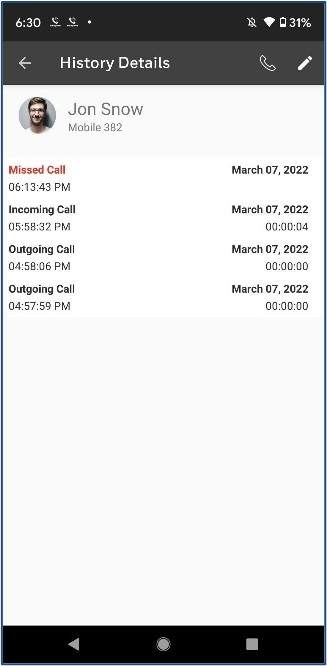 6:30 31%
History Details
Jon Snow
Mobile 382
Missed Call March 07, 2022
06:13:43 PM
Incoming Call March 07, 2022
05:58:32 PM 00:00:04
Outgoing Call March 07, 2022
04:58:06 PM 00:00:00
Outgoing Call March 07, 2022
04:57:59 PM 00:00:00